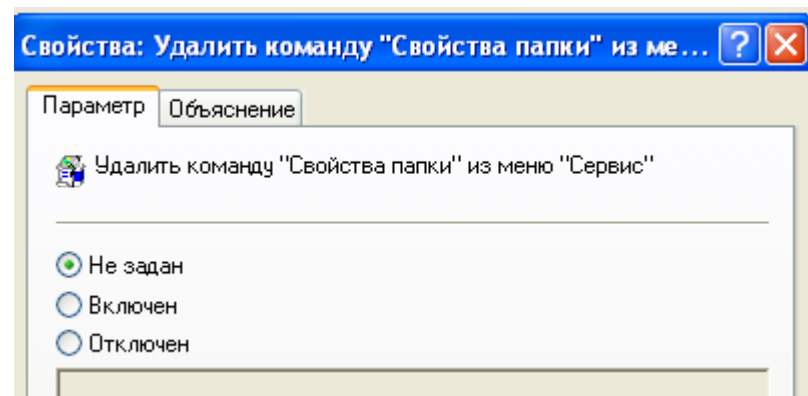 Свойства: Удалить команду "Свойства папки" из ме...
Параметр Объяснение
Удалить команду "Свойства папки" из меню "Сервис"
Не задан
Включен
Отключен